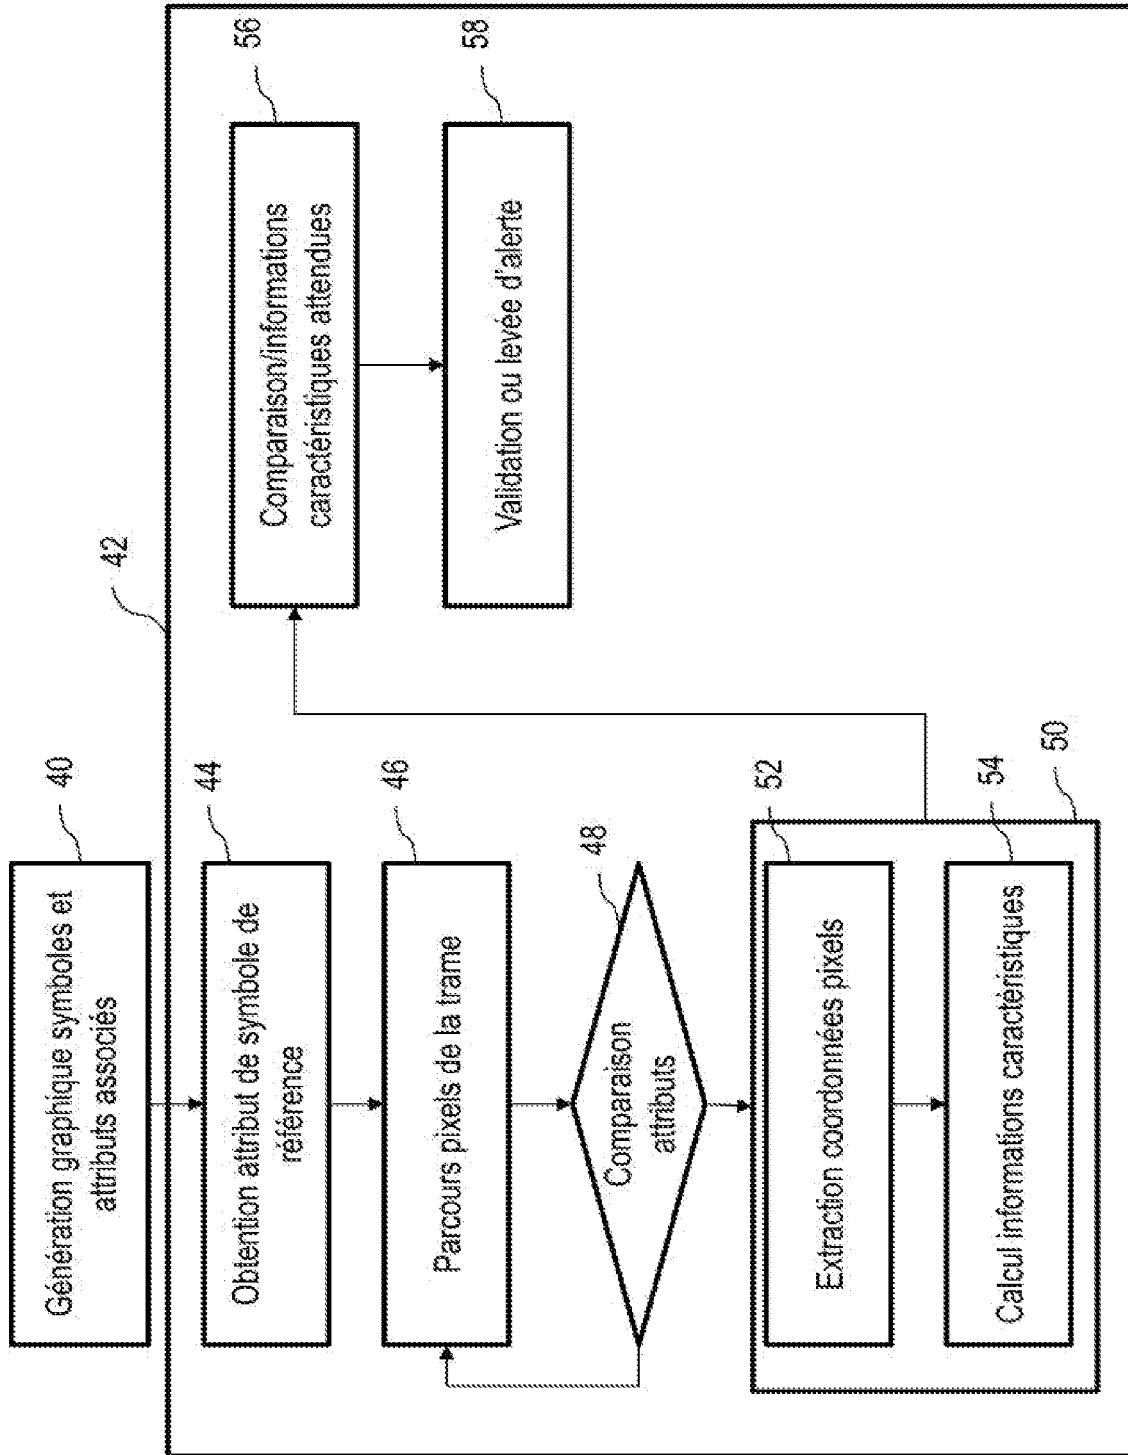 40
Génération graphique symboles et
attributs associés
42
44
Obtention attribut de symbole de
référence
46
Parcours pixels de la trame
48
Comparaison
attributs
50
52
Extraction coordonnées pixels
54
Calcul informations caractéristiques
56
Comparaison/informations
caractéristiques attendues
58
Validation ou levée d'alerte